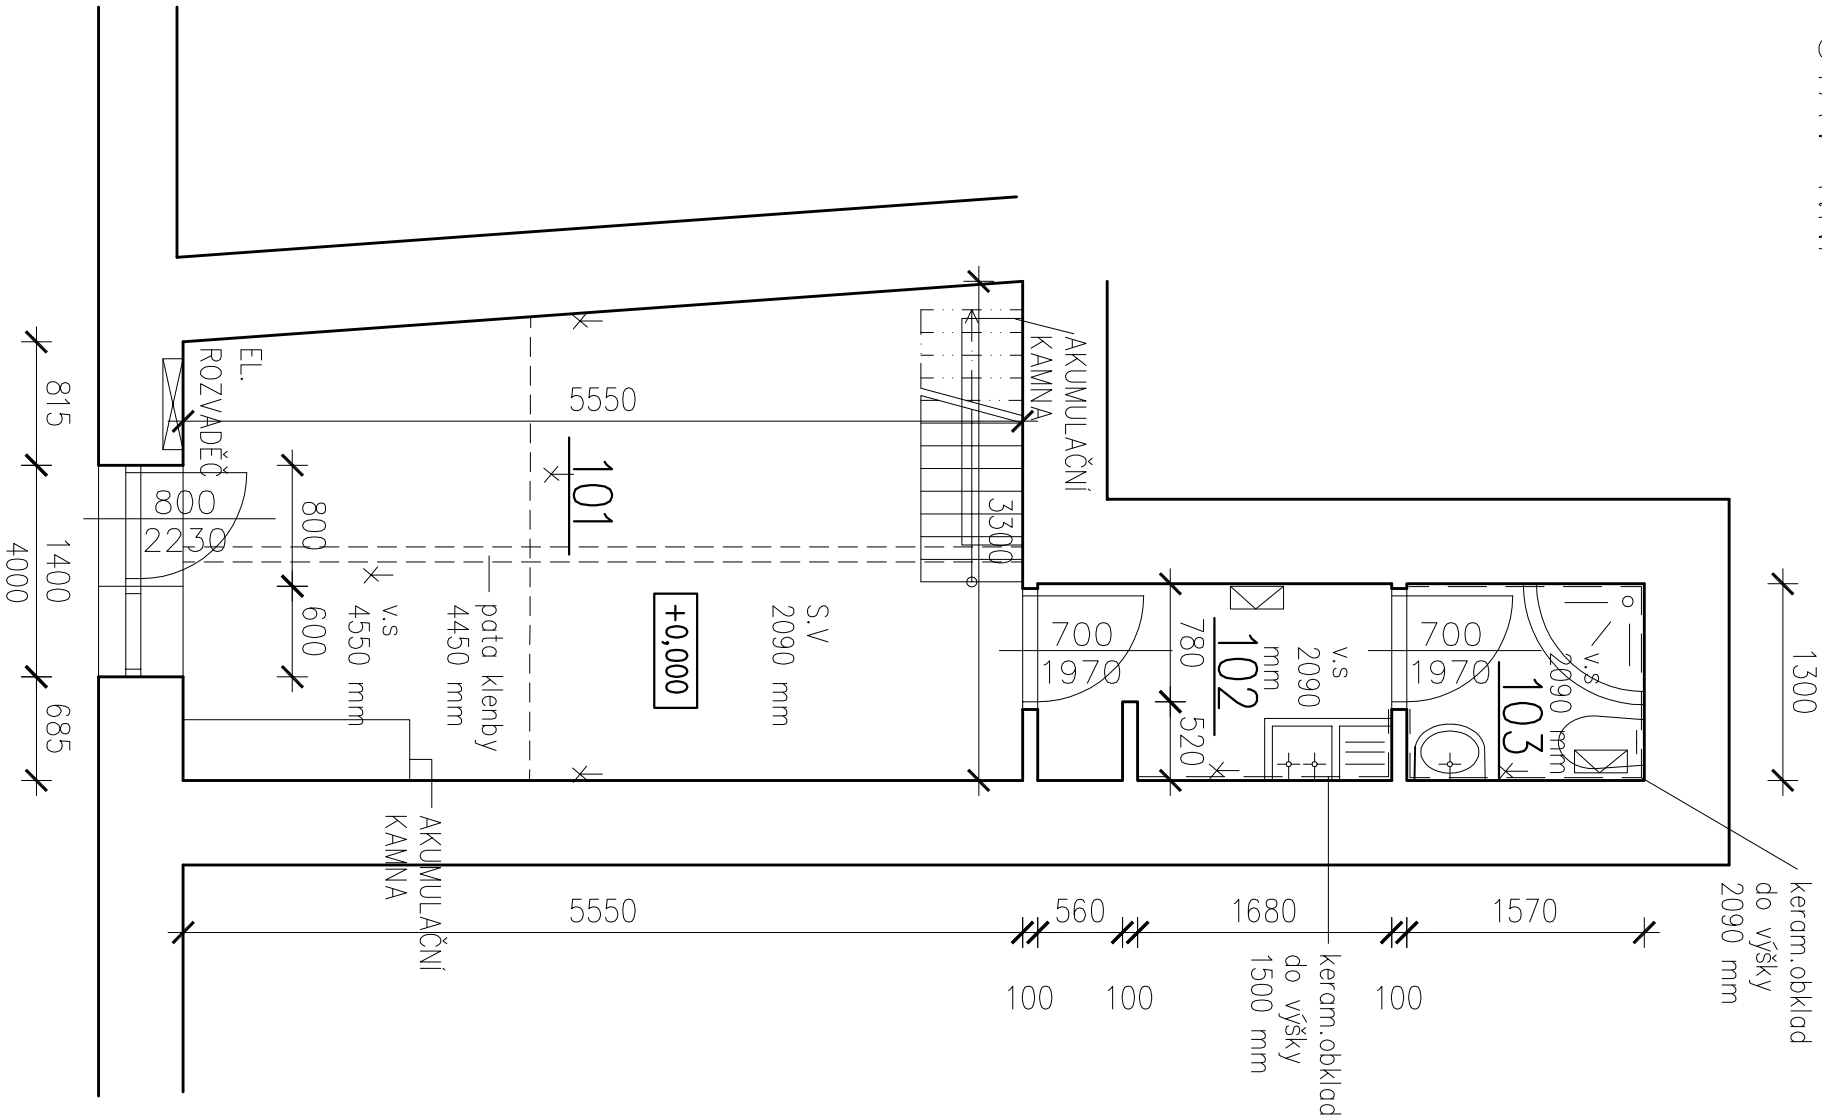 EL.
ROZVADĚČ
AKUMULAČNÍ
KAMNA
5550
3300
101
800
2230
800
600
815
1400
685
4000
v.s
4550 mm
pata klenby
4450 mm
+0,000
S.V
2090 mm
AKUMULAČNÍ
KAMNA
700
1970
780
520
102
v.s
2090
mm
700
1970
103
v.s
2090 mm
1300
keram.obklad
do výšky
2090 mm
keram.obklad
do výšky
1500 mm
5550
560
1680
1570
100
100
100